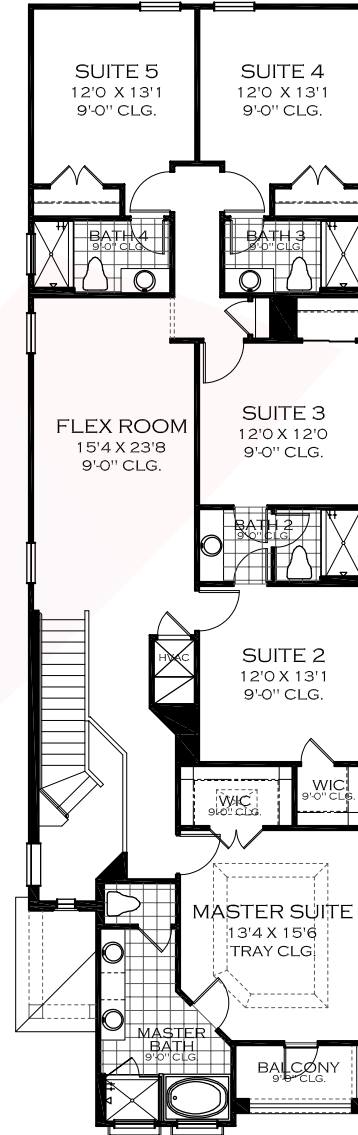 SUITE 5
12'0 X 13'1
9'-0" CLG.
SUITE 4
12'0 X 13'1
9'-0" CLG.
BATH 4
9'-0" CLG.
BATH 3
9'-0" CLG.
FLEX ROOM
15'4 X 23'8
9'-0" CLG.
SUITE 3
12'0 X 12'0
9'-0" CLG.
BATH 2
9'-0" CLG.
HVAC
SUITE 2
12'0 X 13'1
9'-0" CLG.
WIC
9'-0" CLG.
WIC
9'-0" CLG.
MASTER SUITE
13'4 X 15'6
TRAY CLG
MASTER
BATH
9'-0" CLG.
BALCONY
9'-0" CLG.